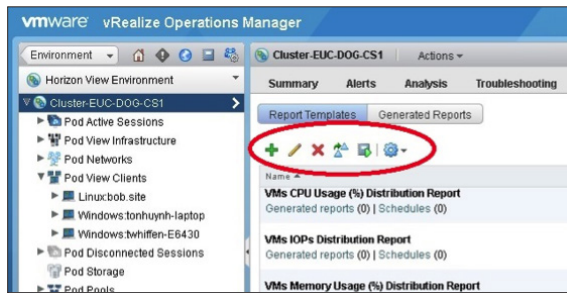 vmware vRealize Operations Manager
Environment
Cluster-EUC-DOG-CS1 Actions
Horizon View Environment
Summary Alerts Analysis Troubleshooting
Cluster-EUC-DOG-CS1
Report Templates Generated Reports
Pod Active Sessions
Pod View Infrastructure
Pod Networks
Pod View Clients
Name
Linux:bob.site
VMs CPU Usage (%) Distribution Report
Generated reports (0) | Schedules (0)
Windows:tonhuynh-laptop
Windows:twhiffen-E6430
VMs IOPs Distribution Report
Generated reports (0) | Schedules (0)
Pod Disconnected Sessions
Pod Storage
Pod Pools
VMs Memory Usage (%) Distribution Report